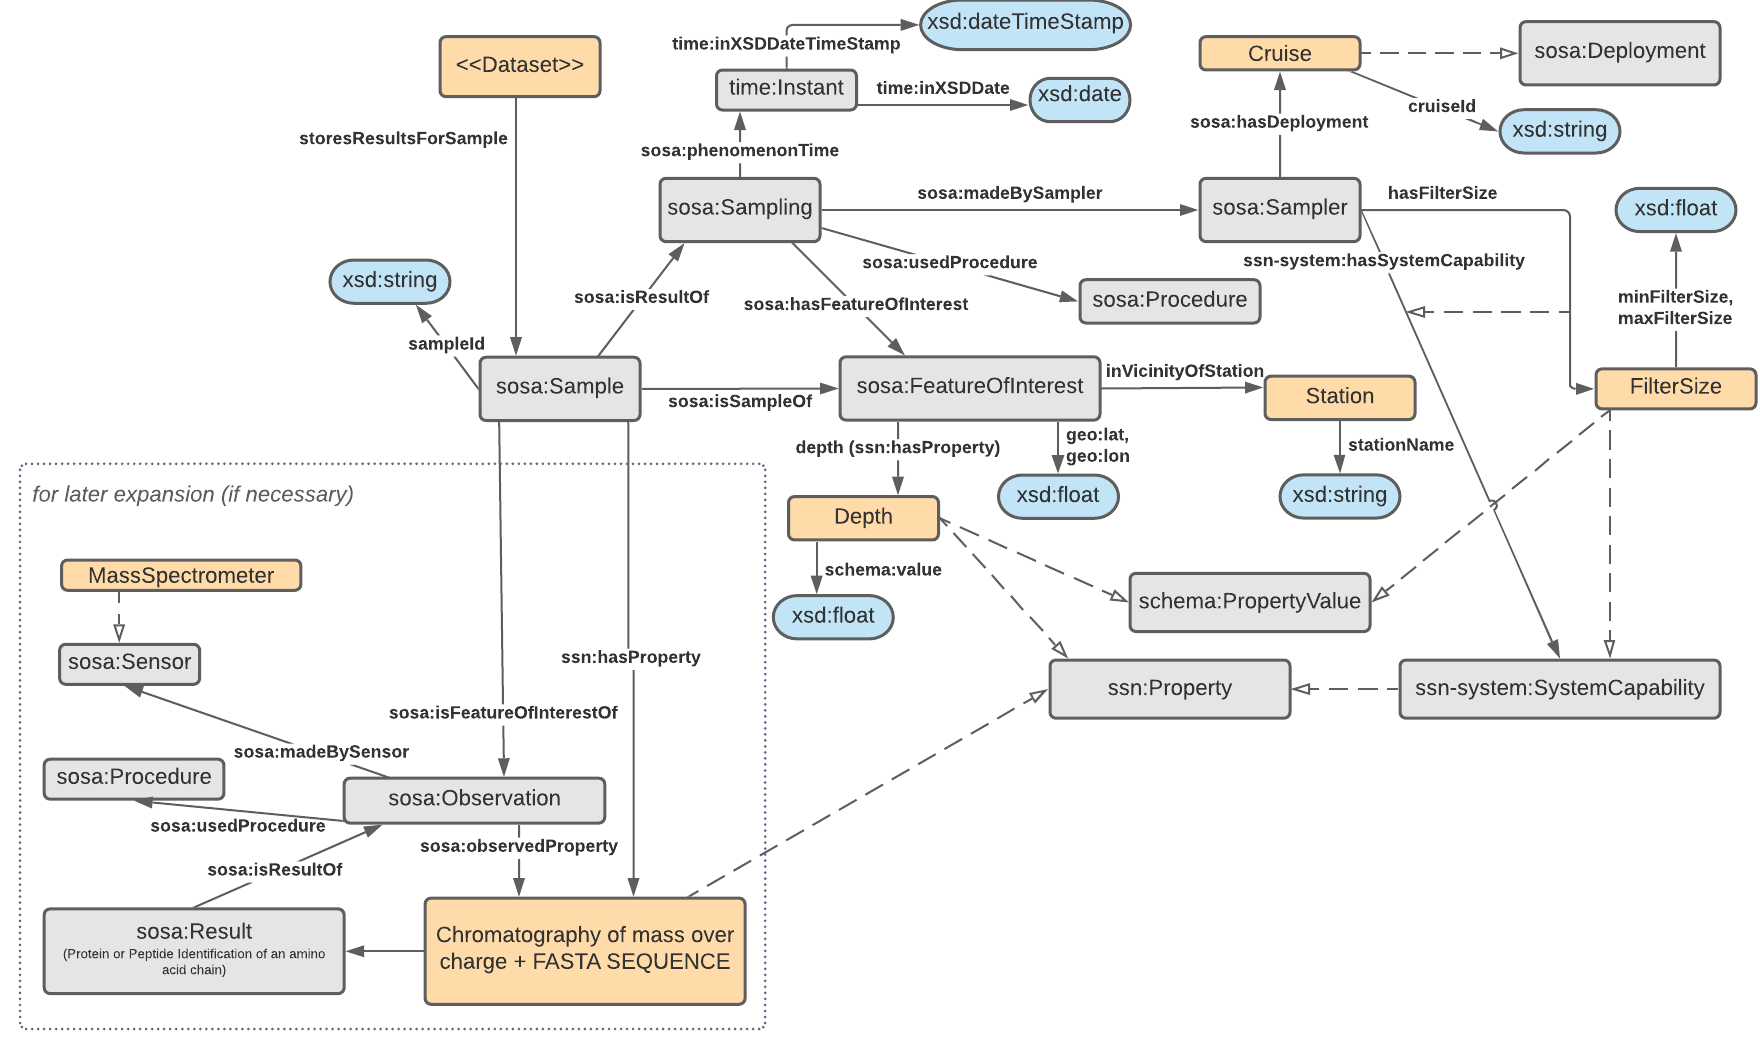 xsd:dateTimeStamp
time:inXSDDateTimeStamp
<<Dataset>>
Cruise
sosa:Deployment
time:Instant
time:inXSDDate
xsd:date
cruiseId
sosa:hasDeployment
xsd:string
storesResultsForSample
sosa:phenomenonTime
sosa:Sampling
sosa:madeBySampler
sosa:Sampler
hasFilterSize
xsd:float
sosa:usedProcedure
ssn-system:hasSystemCapability
xsd:string
sosa:isResultOf
sosa:hasFeatureOfInterest
sosa:Procedure
minFilterSize,
maxFilterSize
sampleId
sosa:Sample
sosa:isSampleOf
sosa:FeatureOfInterest
inVicinityOfStation
Station
FilterSize
depth (ssn:hasProperty)
geo:lat,
geo:lon
stationName
for later expansion (if necessary)
xsd:float
xsd:string
Depth
schema:value
MassSpectrometer
xsd:float
schema:PropertyValue
sosa:Sensor
ssn:hasProperty
ssn:Property
ssn-system:SystemCapability
sosa:isFeatureOfInterestOf
sosa:madeBySensor
sosa:Procedure
sosa:Observation
sosa:usedProcedure
sosa:observedProperty
sosa:isResultOf
sosa:Result
(Protein or Peptide Identification of an amino
acid chain)
Chromatography of mass over
charge + FASTA SEQUENCE